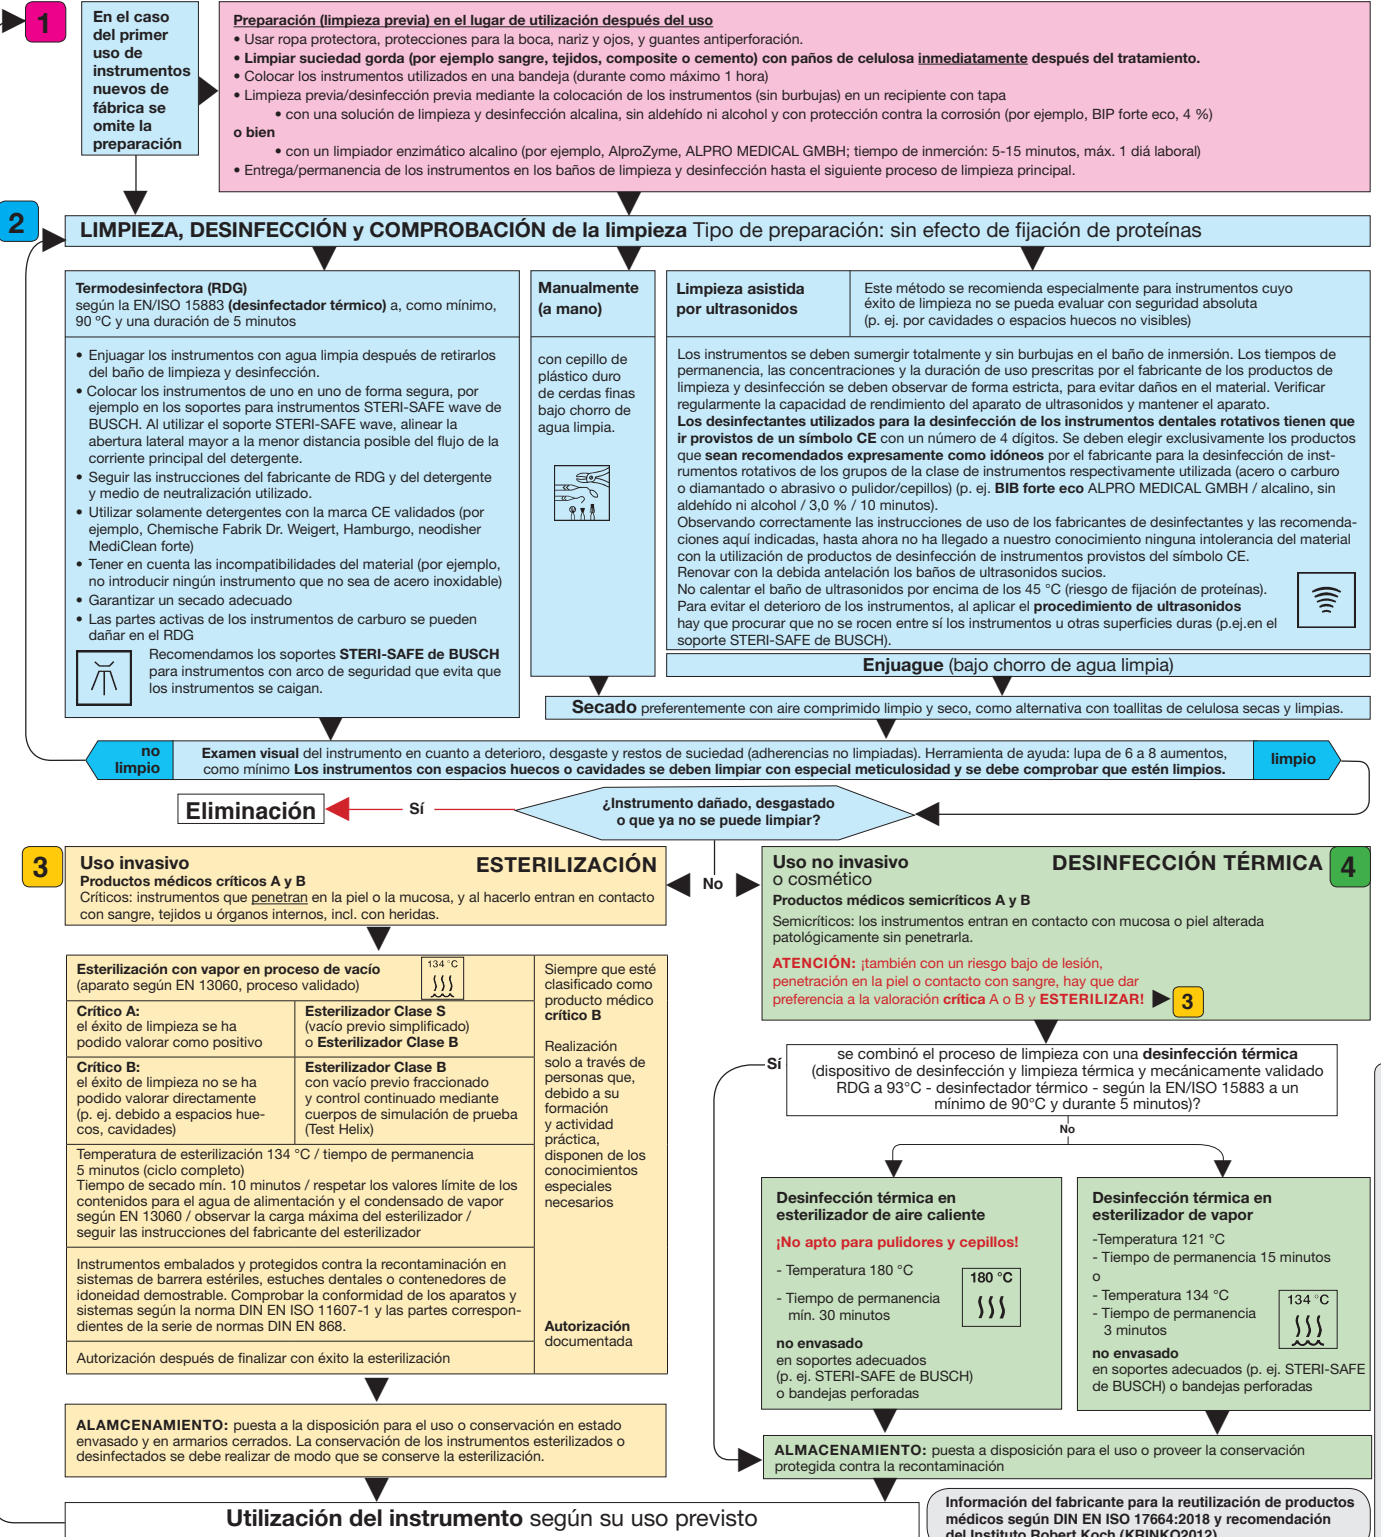 1
En el caso
del primer
uso de
instrumentos
nuevos de
fábrica se
omite la
preparación
Preparación (limpieza previa) en el lugar de utilización después del uso
• Usar ropa protectora, protecciones para la boca, nariz y ojos, y guantes antiperforación.
• Limpiar suciedad gorda (por ejemplo sangre, tejidos, composite o cemento) con paños de celulosa inmediatamente después del tratamiento.
• Colocar los instrumentos utilizados en una bandeja (durante como máximo 1 hora)
• Limpieza previa/desinfección previa mediante la colocación de los instrumentos (sin burbujas) en un recipiente con tapa
• con una solución de limpieza y desinfección alcalina, sin aldehído ni alcohol y con protección contra la corrosión (por ejemplo, BIP forte eco, 4 %)
o bien
• con un limpiador enzimático alcalino (por ejemplo, AlproZyme, ALPRO MEDICAL GMBH; tiempo de inmerción: 5-15 minutos, máx. 1 diá laboral)
• Entrega/permanencia de los instrumentos en los baños de limpieza y desinfección hasta el siguiente proceso de limpieza principal.
2
LIMPIEZA, DESINFECCIÓN y COMPROBACIÓN de la limpieza Tipo de preparación: sin efecto de fijación de proteínas
Termodesinfectora (RDG)
según la EN/ISO 15883 (desinfectador térmico) a, como mínimo,
90 °C y una duración de 5 minutos
• Enjuagar los instrumentos con agua limpia después de retirarlos
del baño de limpieza y desinfección.
• Colocar los instrumentos de uno en uno de forma segura, por
ejemplo en los soportes para instrumentos STERI-SAFE wave de
BUSCH. Al utilizar el soporte STERI-SAFE wave, alinear la
abertura lateral mayor a la menor distancia posible del flujo de la
corriente principal del detergente.
• Seguir las instrucciones del fabricante de RDG y del detergente
y medio de neutralización utilizado.
• Utilizar solamente detergentes con la marca CE validados (por
ejemplo, Chemische Fabrik Dr. Weigert, Hamburgo, neodisher
MediClean forte)
• Tener en cuenta las incompatibilidades del material (por ejemplo,
no introducir ningún instrumento que no sea de acero inoxidable)
• Garantizar un secado adecuado
• Las partes activas de los instrumentos de carburo se pueden
dañar en el RDG
Recomendamos los soportes STERI-SAFE de BUSCH
para instrumentos con arco de seguridad que evita que
los instrumentos se caigan.
Manualmente
(a mano)
con cepillo de
plástico duro
de cerdas finas
bajo chorro de
agua limpia.
Limpieza asistida
por ultrasonidos
Este método se recomienda especialmente para instrumentos cuyo
éxito de limpieza no se pueda evaluar con seguridad absoluta
(p. ej. por cavidades o espacios huecos no visibles)
Los instrumentos se deben sumergir totalmente y sin burbujas en el baño de inmersión. Los tiempos de
permanencia, las concentraciones y la duración de uso prescritas por el fabricante de los productos de
limpieza y desinfección se deben observar de forma estricta, para evitar daños en el material. Verificar
regularmente la capacidad de rendimiento del aparato de ultrasonidos y mantener el aparato.
Los desinfectantes utilizados para la desinfección de los instrumentos dentales rotativos tienen que
ir provistos de un símbolo CE con un número de 4 dígitos. Se deben elegir exclusivamente los productos
que sean recomendados expresamente como idóneos por el fabricante para la desinfección de inst-
rumentos rotativos de los grupos de la clase de instrumentos respectivamente utilizada (acero o carburo
o diamantado o abrasivo o pulidor/cepillos) (p. ej. BIB forte eco ALPRO MEDICAL GMBH / alcalino, sin
aldehído ni alcohol / 3,0 % / 10 minutos).
Observando correctamente las instrucciones de uso de los fabricantes de desinfectantes y las recomenda-
ciones aquí indicadas, hasta ahora no ha llegado a nuestro conocimiento ninguna intolerancia del material
con la utilización de productos de desinfección de instrumentos provistos del símbolo CE.
Renovar con la debida antelación los baños de ultrasonidos sucios.
No calentar el baño de ultrasonidos por encima de los 45 °C (riesgo de fijación de proteínas).
Para evitar el deterioro de los instrumentos, al aplicar el procedimiento de ultrasonidos
hay que procurar que no se rocen entre sí los instrumentos u otras superficies duras (p.ej.en el
soporte STERI-SAFE de BUSCH).
Enjuague (bajo chorro de agua limpia)
Secado preferentemente con aire comprimido limpio y seco, como alternativa con toallitas de celulosa secas y limpias.
no
limpio
Examen visual del instrumento en cuanto a deterioro, desgaste y restos de suciedad (adherencias no limpiadas). Herramienta de ayuda: lupa de 6 a 8 aumentos,
como mínimo Los instrumentos con espacios huecos o cavidades se deben limpiar con especial meticulosidad y se debe comprobar que estén limpios.
limpio
Eliminación
Sí
¿Instrumento dañado, desgastado
o que ya no se puede limpiar?
No
3
Uso invasivo
ESTERILIZACIÓN
Productos médicos críticos A y B
Críticos: instrumentos que penetran en la piel o la mucosa, y al hacerlo entran en contacto
con sangre, tejidos u órganos internos, incl. con heridas.
Esterilización con vapor en proceso de vacío
(aparato según EN 13060, proceso validado)
134 °C
Crítico A:
el éxito de limpieza se ha
podido valorar como positivo
Esterilizador Clase S
(vacío previo simplificado)
o Esterilizador Clase B
Crítico B:
el éxito de limpieza no se ha
podido valorar directamente
(p. ej. debido a espacios hue-
cos, cavidades)
Esterilizador Clase B
con vacío previo fraccionado
y control continuado mediante
cuerpos de simulación de prueba
(Test Helix)
Temperatura de esterilización 134 °C / tiempo de permanencia
5 minutos (ciclo completo)
Tiempo de secado mín. 10 minutos / respetar los valores límite de los
contenidos para el agua de alimentación y el condensado de vapor
según EN 13060 / observar la carga máxima del esterilizador /
seguir las instrucciones del fabricante del esterilizador
Instrumentos embalados y protegidos contra la recontaminación en
sistemas de barrera estériles, estuches dentales o contenedores de
idoneidad demostrable. Comprobar la conformidad de los aparatos y
sistemas según la norma DIN EN ISO 11607-1 y las partes correspon-
dientes de la serie de normas DIN EN 868.
Autorización después de finalizar con éxito la esterilización
Siempre que esté
clasificado como
producto médico
crítico B
Realización
solo a través de
personas que,
debido a su
formación
y actividad
práctica,
disponen de los
conocimientos
especiales
necesarios
Autorización
documentada
ALAMCENAMIENTO: puesta a la disposición para el uso o conservación en estado
envasado y en armarios cerrados. La conservación de los instrumentos esterilizados o
desinfectados se debe realizar de modo que se conserve la esterilización.
Uso no invasivo
o cosmético
DESINFECCIÓN TÉRMICA
4
Productos médicos semicríticos A y B
Semicríticos: los instrumentos entran en contacto con mucosa o piel alterada
patológicamente sin penetrarla.
ATENCIÓN: ¡también con un riesgo bajo de lesión,
penetración en la piel o contacto con sangre, hay que dar
preferencia a la valoración crítica A o B y ESTERILIZAR!
3
Sí
se combinó el proceso de limpieza con una desinfección térmica
(dispositivo de desinfección y limpieza térmica y mecánicamente validado
RDG a 93°C - desinfectador térmico - según la EN/ISO 15883 a un
mínimo de 90°C y durante 5 minutos)?
No
Desinfección térmica en
esterilizador de aire caliente
¡No apto para pulidores y cepillos!
- Temperatura 180 °C
- Tiempo de permanencia
mín. 30 minutos
180 °C
no envasado
en soportes adecuados
(p. ej. STERI-SAFE de BUSCH)
o bandejas perforadas
Desinfección térmica en
esterilizador de vapor
-Temperatura 121 °C
- Tiempo de permanencia 15 minutos
o
- Temperatura 134 °C
- Tiempo de permanencia
3 minutos
134 °C
no envasado
en soportes adecuados (p. ej. STERI-SAFE
de BUSCH) o bandejas perforadas
ALMACENAMIENTO: puesta a disposición para el uso o proveer la conservación
protegida contra la recontaminación
Utilización del instrumento según su uso previsto
Información del fabricante para la reutilización de productos
médicos según DIN EN ISO 17664:2018 y recomendación
del Instituto Robert Koch (KRINKO2012)